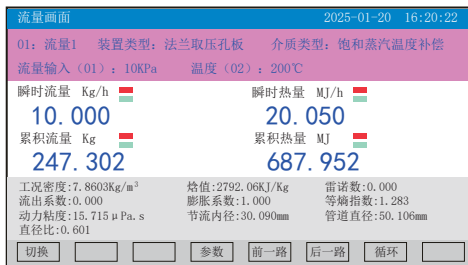 流量画面 2025-01-20 16:20:22
01: 流量1 装置类型: 法兰取压孔板 介质类型: 饱和蒸汽温度补偿
流量输入（01）: 10KPa 温度（02）: 200℃
瞬时流量 Kg/h 瞬时热量 MJ/h
10.000 20.050
累积流量 Kg 累积热量 MJ
247.302 687.952
工况密度:7.8603Kg/m³ 焓值:2792.06KJ/Kg 雷诺数:0.000
流出系数:0.000 膨胀系数:1.000 等熵指数:1.283
动力粘度:15.715μPa.s 节流内径:30.090mm 管道直径:50.106mm
直径比:0.601
切换 参数 前一路 后一路 循环